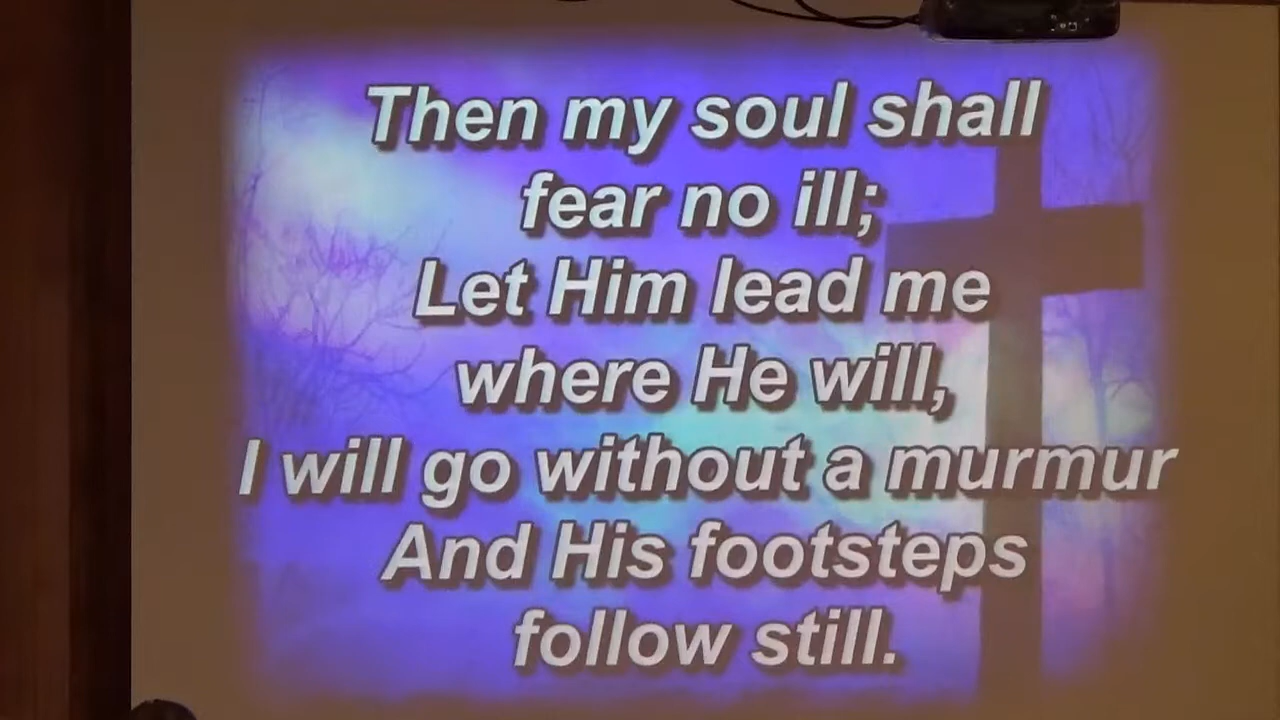 Then my soul shall
fear no ill;
Let Him lead me
where He will,
I will go without a murmur
And His footsteps
follow still.